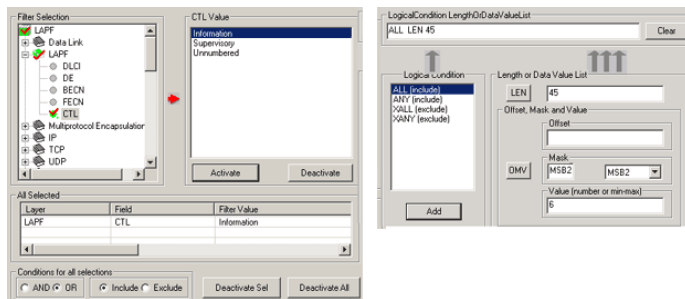 Filter Selection
LAPF
Data Link
LAPF
DLCI
DE
BECN
FECN
CTL
Multiprotocol Encapsulation
IP
TCP
UDP
CTL Value
Information
Supervisory
Unnumbered
Activate
Deactivate
All Selected
Layer Field Filter Value
LAPF CTL Information
Conditions for all selections
AND OR Include Exclude
Deactivate Sel Deactivate All
LogicalCondition LengthOrDataValueList
ALL LEN 45
Clear
Logical Condition
ALL (include)
ANY (include)
XALL (exclude)
XANY (exclude)
Add
Length or Data Value List
LEN 45
Offset, Mask and Value
Offset
Mask
OMV MSB2 MSB2
Value (number or min-max)
6